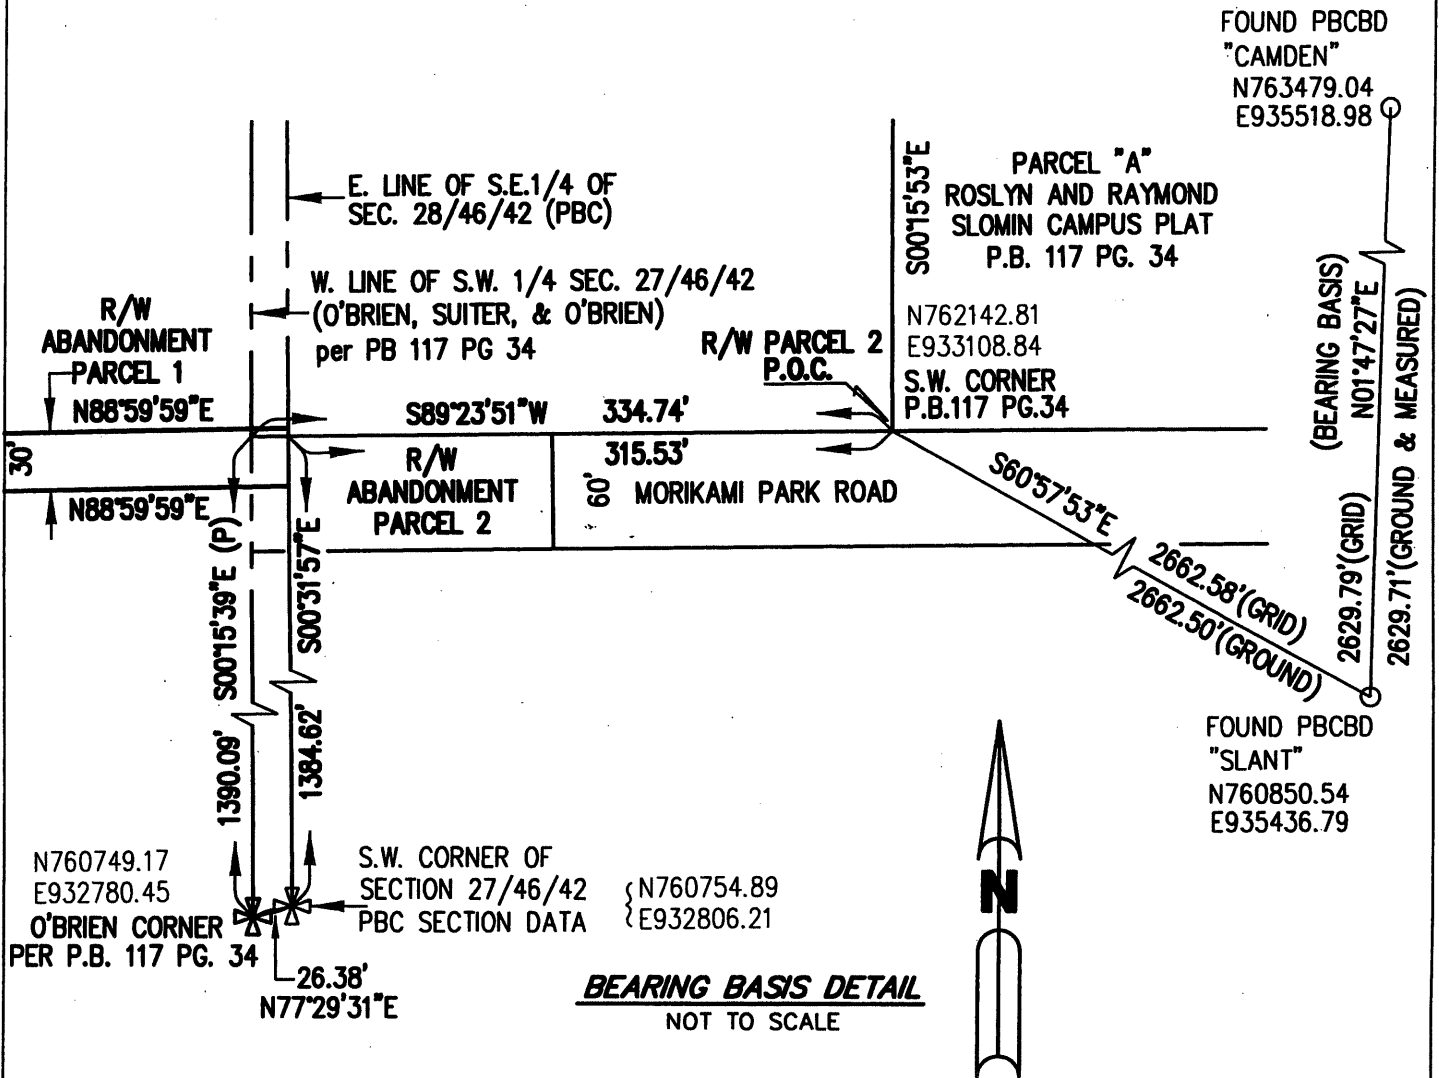 FOUND PBCBD
"CAMDEN"
N763479.04
E935518.98
E. LINE OF S.E.1/4 OF
SEC. 28/46/42 (PBC)
S00°15'53"E
PARCEL "A"
ROSLYN AND RAYMOND
SLOMIN CAMPUS PLAT
P.B. 117 PG. 34
W. LINE OF S.W. 1/4 SEC. 27/46/42
(O'BRIEN, SUITER, & O'BRIEN)
per PB 117 PG 34
R/W
ABANDONMENT
PARCEL 1
N88°59'59"E
30'
N88°59'59"E
R/W PARCEL 2
P.O.C.
N762142.81
E933108.84
S.W. CORNER
P.B.117 PG.34
(BEARING BASIS)
N01°47'27"E
2629.79'(GRID)
2629.71'(GROUND & MEASURED)
S89°23'51"W 334.74'
315.53'
R/W
ABANDONMENT
PARCEL 2
60'
MORIKAMI PARK ROAD
S60°57'53"E
2662.58'(GRID)
2662.50'(GROUND)
S00°15'39"E (P)
1390.09'
S00°31'57"E
1384.62'
FOUND PBCBD
"SLANT"
N760850.54
E935436.79
N760749.17
E932780.45
O'BRIEN CORNER
PER P.B. 117 PG. 34
S.W. CORNER OF
SECTION 27/46/42
PBC SECTION DATA
N760754.89
E932806.21
26.38'
N77°29'31"E
BEARING BASIS DETAIL
NOT TO SCALE
N